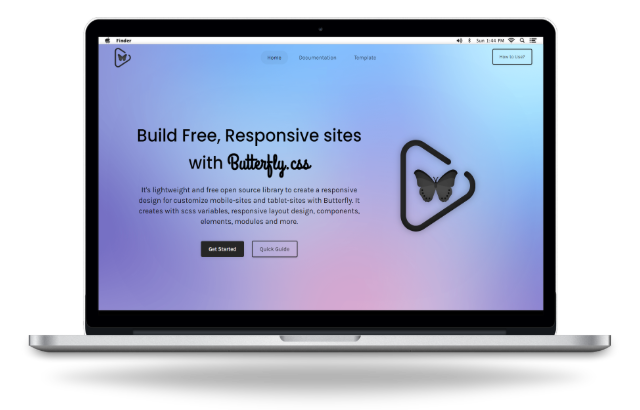 Finder
Sun 1:44 PM
Home Documentation Template
How to Use?
Build Free, Responsive sites
with Butterfly.css
It's lightweight and free open source library to create a responsive
design for customize mobile-sites and tablet-sites with Butterfly. It
creates with scss variables, responsive layout design, components,
elements, modules and more.
Get Started Quick Guide